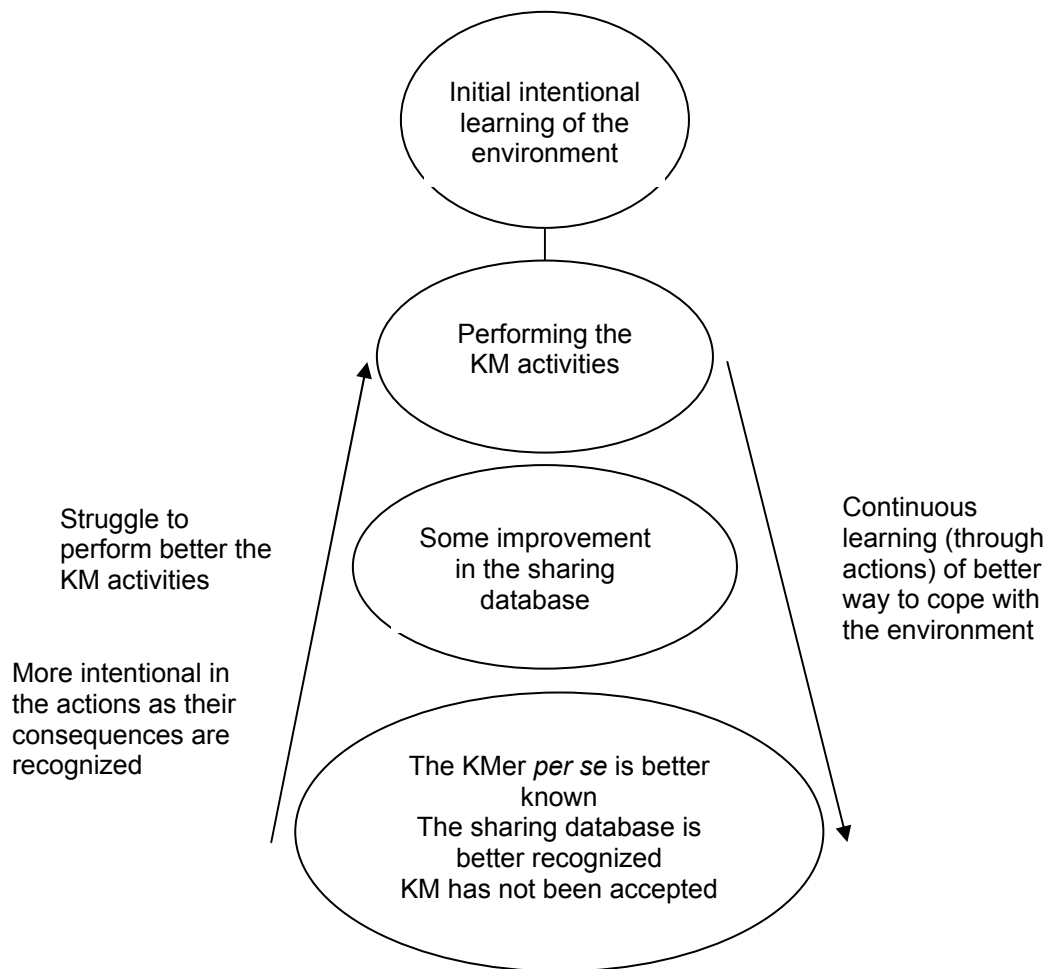 Initial intentional
learning of the
environment
Performing the
KM activities
Struggle to
perform better the
KM activities
Some improvement
in the sharing
database
Continuous
learning (through
actions) of better
way to cope with
the environment
More intentional in
the actions as their
consequences are
recognized
The KMer per se is better
known
The sharing database is
better recognized
KM has not been accepted